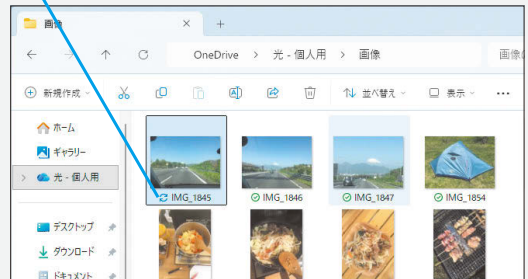 画像
OneDrive > 光 - 個人用 > 画像
画像の
新規作成
並べ替え
表示
ホーム
ギャラリー
光 - 個人用
IMG_1845
IMG_1846
IMG_1847
IMG_1854
デスクトップ
ダウンロード
ドキュメント